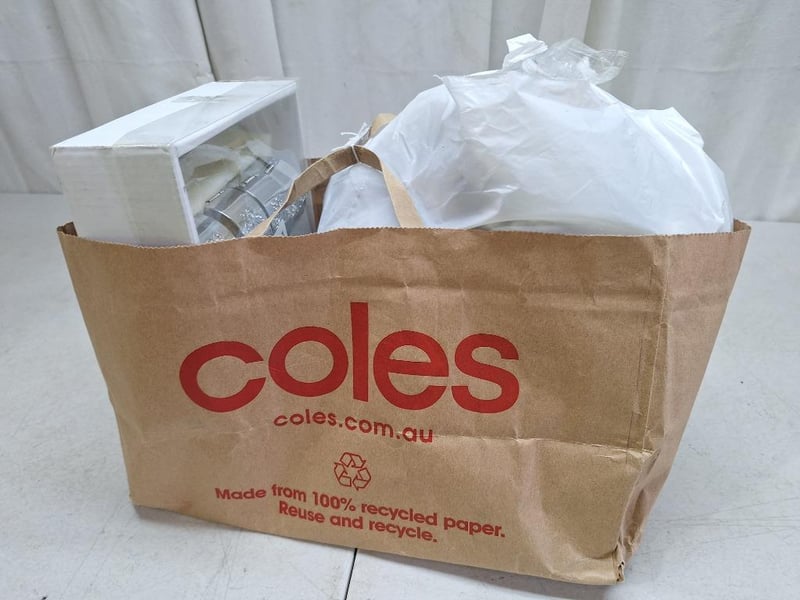 coles
coles.com.au
Made from 100% recycled paper.
Reuse and recycle.